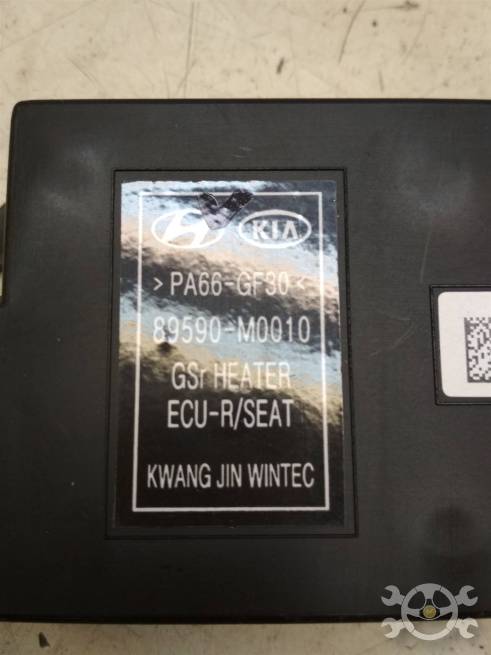 KIA
>PA66-GF30<
89590-M0010
GSr HEATER
ECU-R/SEAT
KWANG JIN WINTEC